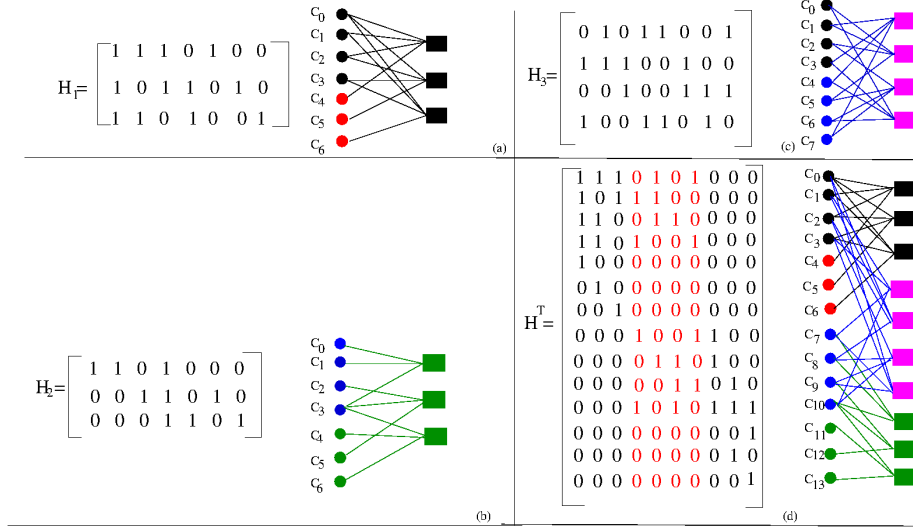 H1= 1 1 1 0 1 0 0
1 0 1 1 0 1 0
1 1 0 1 0 0 1
C0
C1
C2
C3
C4
C5
C6
(a)
H3= 0 1 0 1 1 0 0 1
1 1 1 0 0 1 0 0
0 0 1 0 0 1 1 1
1 0 0 1 1 0 1 0
C0
C1
C2
C3
C4
C5
C6
C7
(c)
H2= 1 1 0 1 0 0 0
0 0 1 1 0 1 0
0 0 0 1 1 0 1
C0
C1
C2
C3
C4
C5
C6
(b)
HT= 1 1 1 0 1 0 1 0 0 0
1 0 1 1 1 0 0 0 0 0
1 1 0 0 1 1 0 0 0 0
1 1 0 1 0 0 1 0 0 0
1 0 0 0 0 0 0 0 0 0
0 1 0 0 0 0 0 0 0 0
0 0 1 0 0 0 0 0 0 0
0 0 0 1 0 0 1 1 0 0
0 0 0 0 1 1 0 1 0 0
0 0 0 0 0 1 1 0 1 0
0 0 0 1 0 1 0 1 1 1
0 0 0 0 0 0 0 0 0 1
0 0 0 0 0 0 0 0 1 0
0 0 0 0 0 0 0 0 0 1
C0
C1
C2
C3
C4
C5
C6
C7
C8
C9
C10
C11
C12
C13
(d)